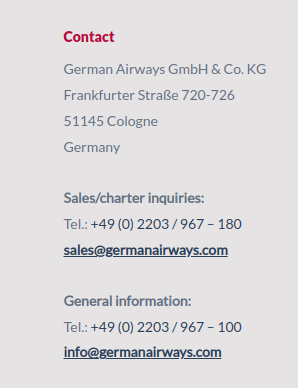 Contact
German Airways GmbH & Co. KG
Frankfurter Straße 720-726
51145 Cologne
Germany
Sales/charter inquiries:
Tel.: +49 (0) 2203 / 967 – 180
sales@germanairways.com
General information:
Tel.: +49 (0) 2203 / 967 – 100
info@germanairways.com